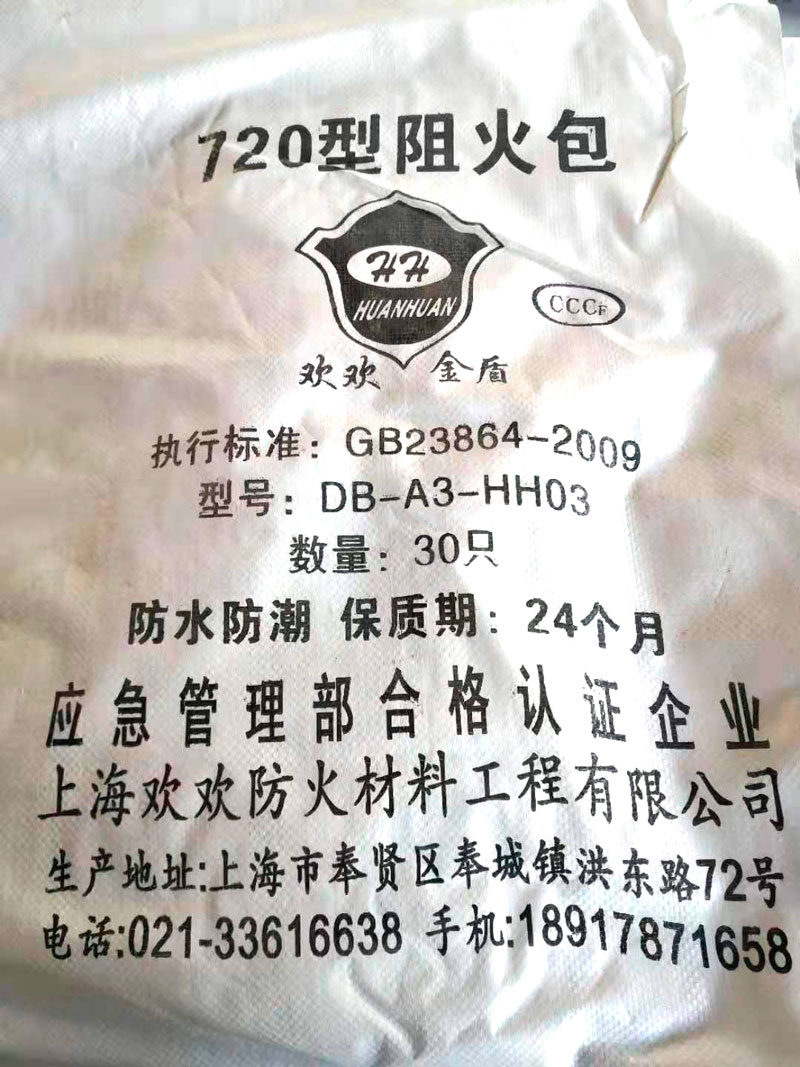 720型阻火包
HH
HUANHUAN
CCCF
欢欢 金盾
执行标准：GB23864-2009
型号：DB-A3-HH03
数量：30只
防水防潮 保质期：24个月
应急管理部合格认证企业
上海欢欢防火材料工程有限公司
生产地址:上海市奉贤区奉城镇洪东路72号
电话:021-33616638 手机:18917871658